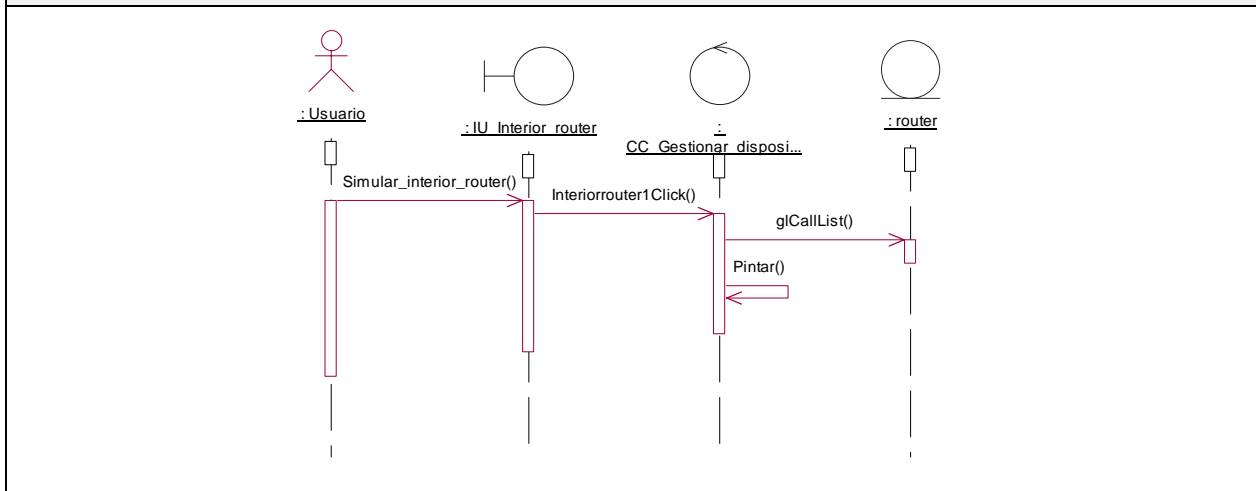 : Usuario
: IU_Interior_router
:
CC_Gestionar_disposi...
: router
Simular_interior_router()
Interiorrouter1Click()
glCallList()
Pintar()